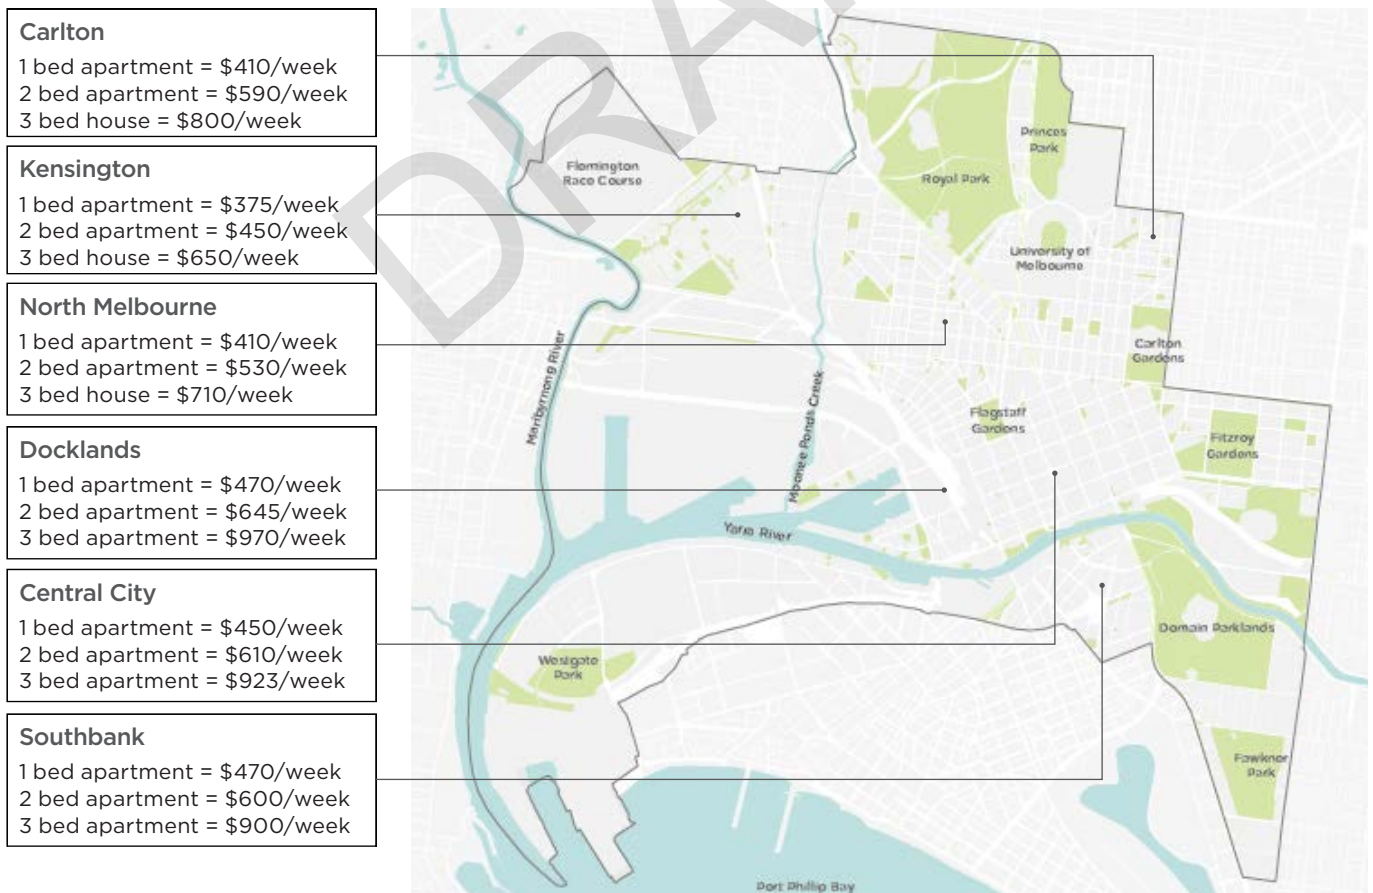 Carlton
1 bed apartment = $410/week
2 bed apartment = $590/week
3 bed house = $800/week
Kensington
1 bed apartment = $375/week
2 bed apartment = $450/week
3 bed house = $650/week
North Melbourne
1 bed apartment = $410/week
2 bed apartment = $530/week
3 bed house = $710/week
Docklands
1 bed apartment = $470/week
2 bed apartment = $645/week
3 bed apartment = $970/week
Central City
1 bed apartment = $450/week
2 bed apartment = $610/week
3 bed apartment = $923/week
Southbank
1 bed apartment = $470/week
2 bed apartment = $600/week
3 bed apartment = $900/week
Princes
Park
Flemington
Race Course
Royal Park
University of
Melbourne
Carlton
Gardens
Maribyrnong River
Moonee Ponds Creek
Flagstaff
Gardens
Fitzroy
Gardens
Yarra River
Domain Parklands
Westgate
Park
Fawkner
Park
Port Phillip Bay